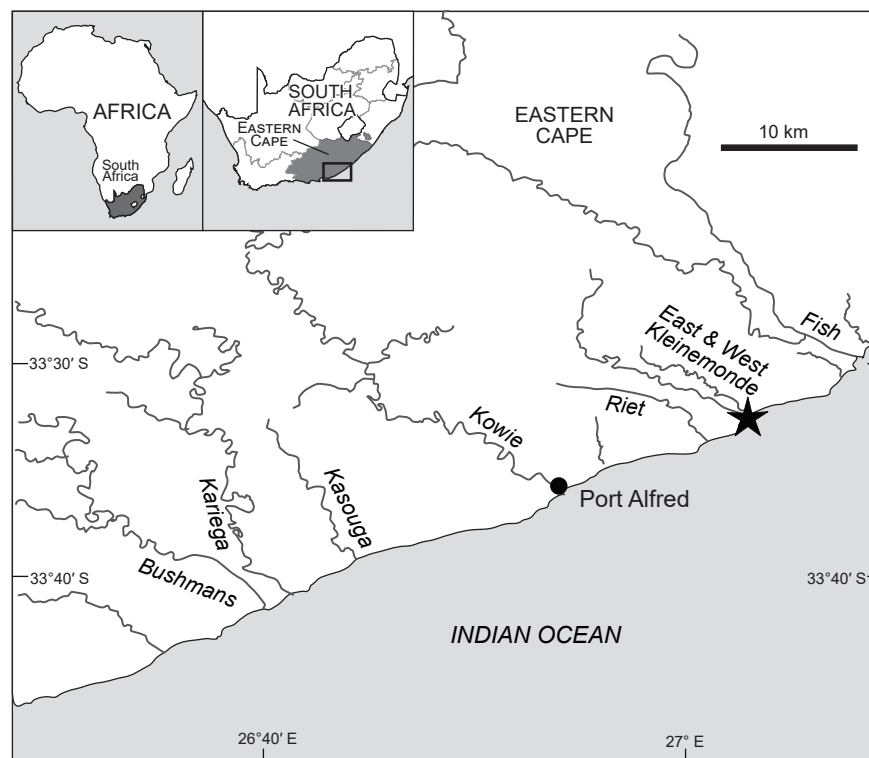 AFRICA
South
Africa
SOUTH
AFRICA
EASTERN
CAPE
EASTERN
CAPE
10 km
Fish
East & West
Kleinemonde
33°30′ S
Riet
Kowie
Port Alfred
Kariega
Kasouga
Bushmans
33°40′ S
33°40′ S
INDIAN OCEAN
26°40′ E
27° E